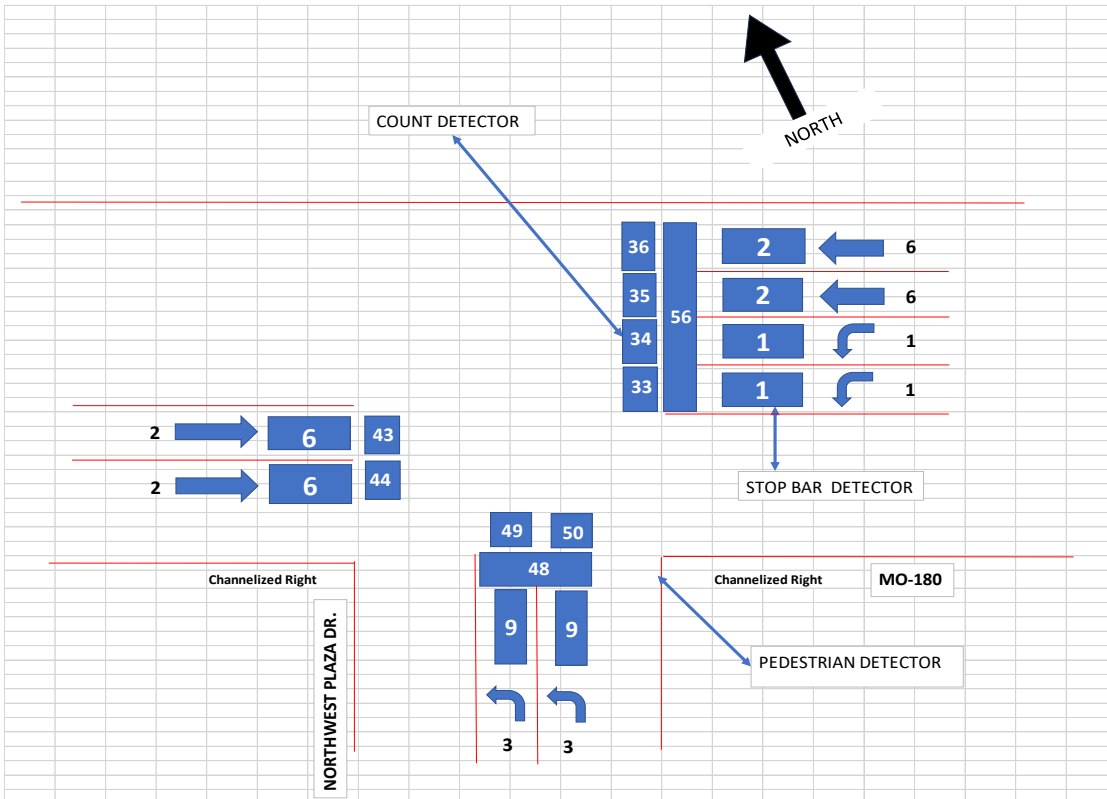 NORTH
COUNT DETECTOR
36 2 6
35 2 6
56
34 1 1
33 1 1
2 6 43
2 6 44
STOP BAR DETECTOR
49 50
48
Channelized Right Channelized Right MO-180
9 9
NORTHWEST PLAZA DR.
PEDESTRIAN DETECTOR
3 3